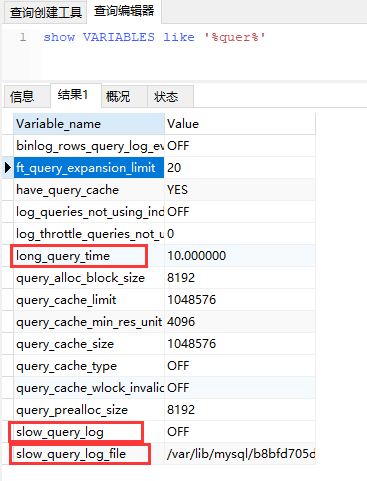 查询创建工具 查询编辑器
1 show VARIABLES like '%quer%'
信息 结果1 概况 状态
Variable_name Value
binlog_rows_query_log_ev OFF
ft_query_expansion_limit 20
have_query_cache YES
log_queries_not_using_ind OFF
log_throttle_queries_not_u 0
long_query_time 10.000000
query_alloc_block_size 8192
query_cache_limit 1048576
query_cache_min_res_unit 4096
query_cache_size 1048576
query_cache_type OFF
query_cache_wlock_invalic OFF
query_prealloc_size 8192
slow_query_log OFF
slow_query_log_file /var/lib/mysql/b8bfd705d